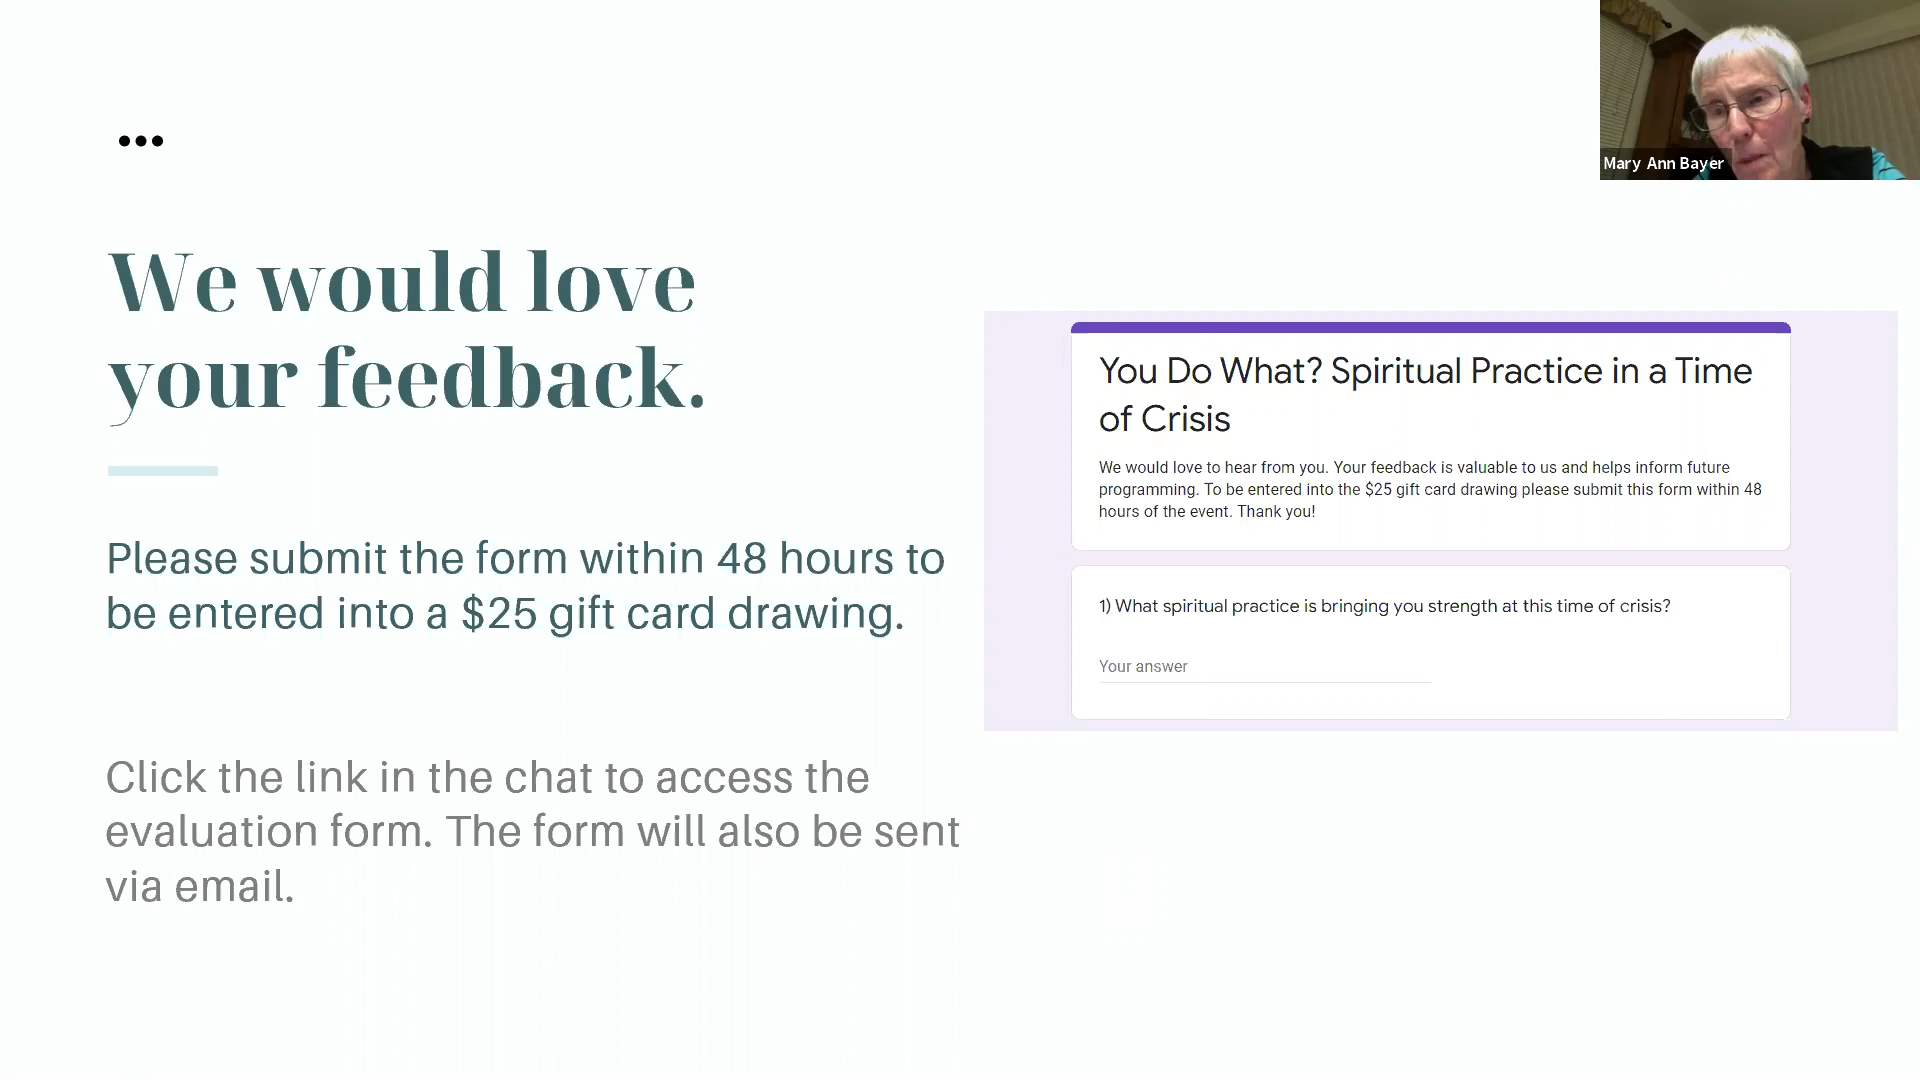 Mary Ann Bayer
We would love
your feedback.
Please submit the form within 48 hours to
be entered into a $25 gift card drawing.
Click the link in the chat to access the
evaluation form. The form will also be sent
via email.
You Do What? Spiritual Practice in a Time
of Crisis
We would love to hear from you. Your feedback is valuable to us and helps inform future
programming. To be entered into the $25 gift card drawing please submit this form within 48
hours of the event. Thank you!
1) What spiritual practice is bringing you strength at this time of crisis?
Your answer